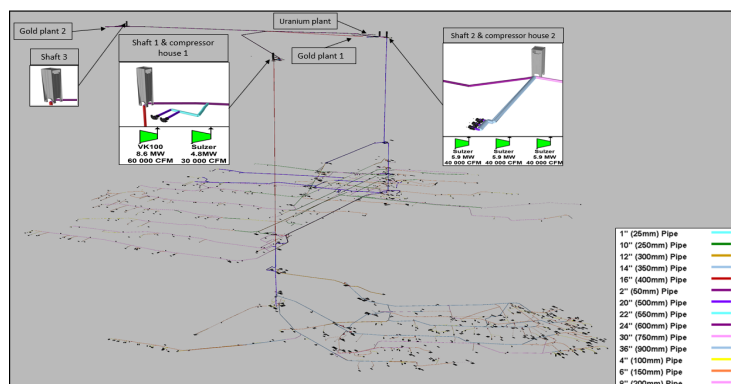 Uranium plant
Gold plant 2
Shaft 1 & compressor
house 1
Shaft 2 & compressor
house 2
Shaft 3
Gold plant 1
VK100
8.6 MW
60 000 CFM
Sulzer
4.8MW
30 000 CFM
Sulzer
5.9 MW
40 000 CFM
Sulzer
5.9 MW
40 000 CFM
Sulzer
5.9 MW
40 000 CFM
1" (25mm) Pipe
10" (250mm) Pipe
12" (300mm) Pipe
14" (350mm) Pipe
16" (400mm) Pipe
2" (50mm) Pipe
20" (500mm) Pipe
22" (550mm) Pipe
24" (600mm) Pipe
30" (750mm) Pipe
36" (900mm) Pipe
4" (100mm) Pipe
6" (150mm) Pipe
8" (200mm) Pipe